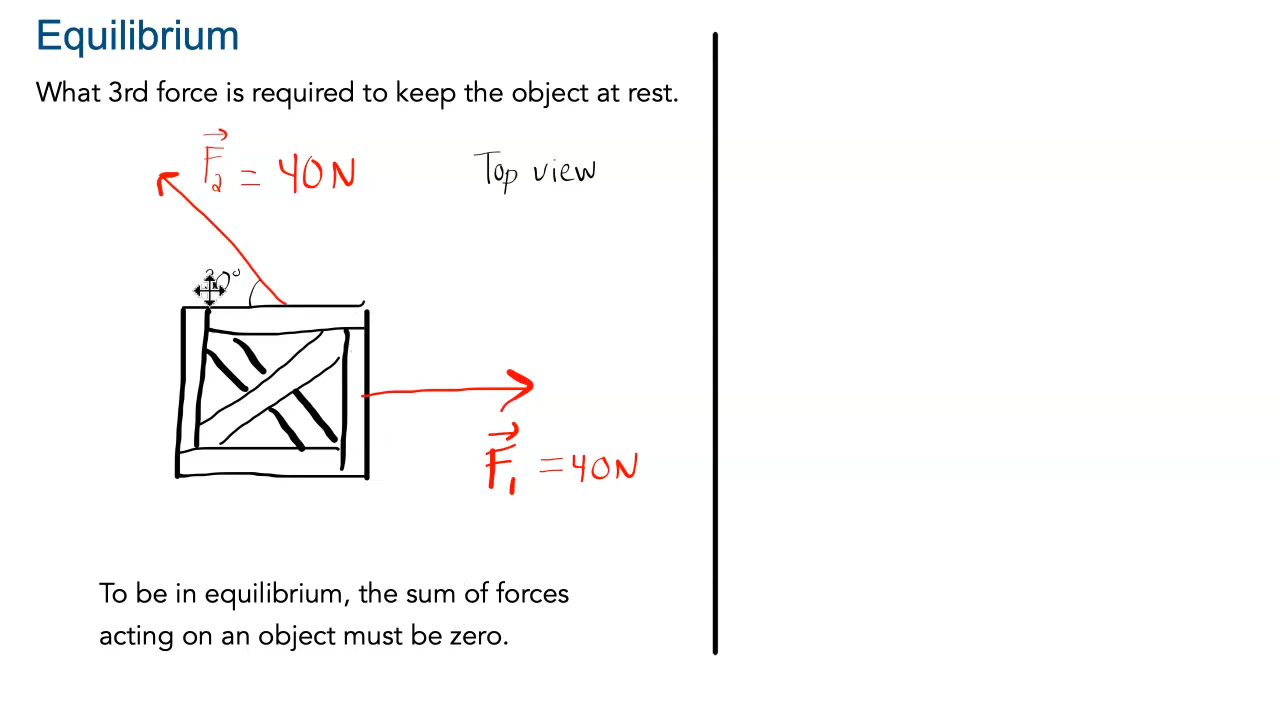 Equilibrium
What 3rd force is required to keep the object at rest.
F₂ = 40N
Top view
F₁ = 40N
To be in equilibrium, the sum of forces
acting on an object must be zero.